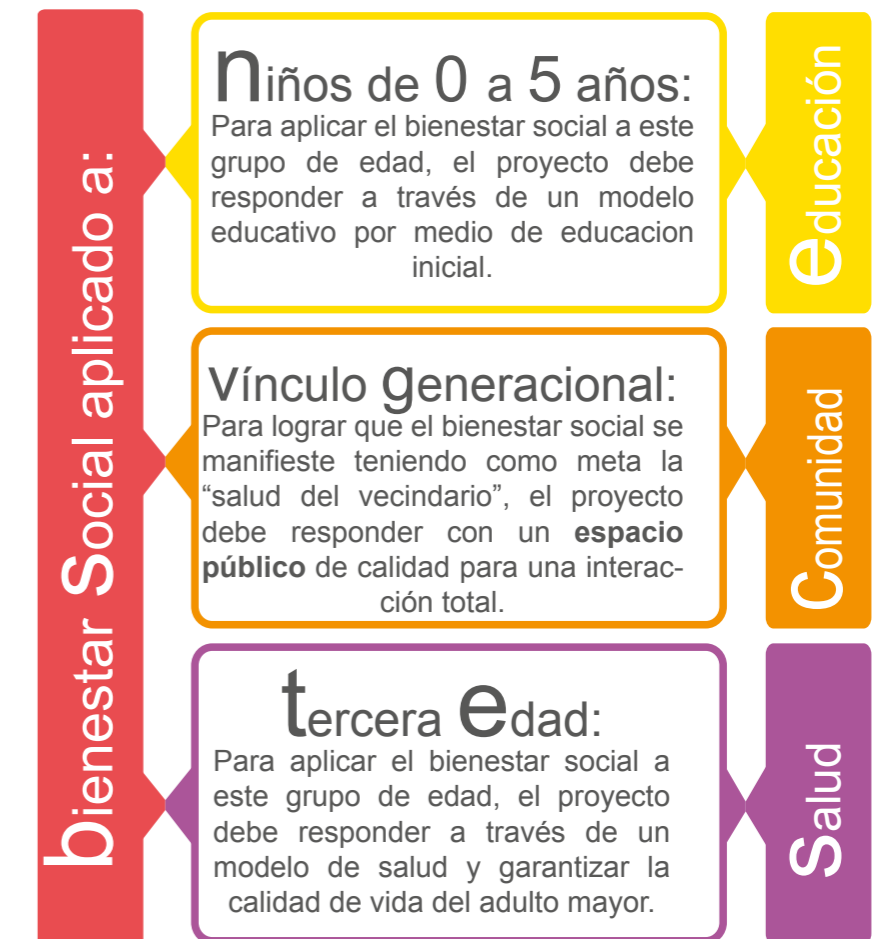 bienestar Social aplicado a:
niños de 0 a 5 años:
Para aplicar el bienestar social a este
grupo de edad, el proyecto debe
responder a través de un modelo
educativo por medio de educacion
inicial.
educación
vínculo generacional:
Para lograr que el bienestar social se
manifieste teniendo como meta la
“salud del vecindario”, el proyecto
debe responder con un espacio
público de calidad para una interac-
ción total.
Comunidad
tercera edad:
Para aplicar el bienestar social a
este grupo de edad, el proyecto
debe responder a través de un
modelo de salud y garantizar la
calidad de vida del adulto mayor.
Salud